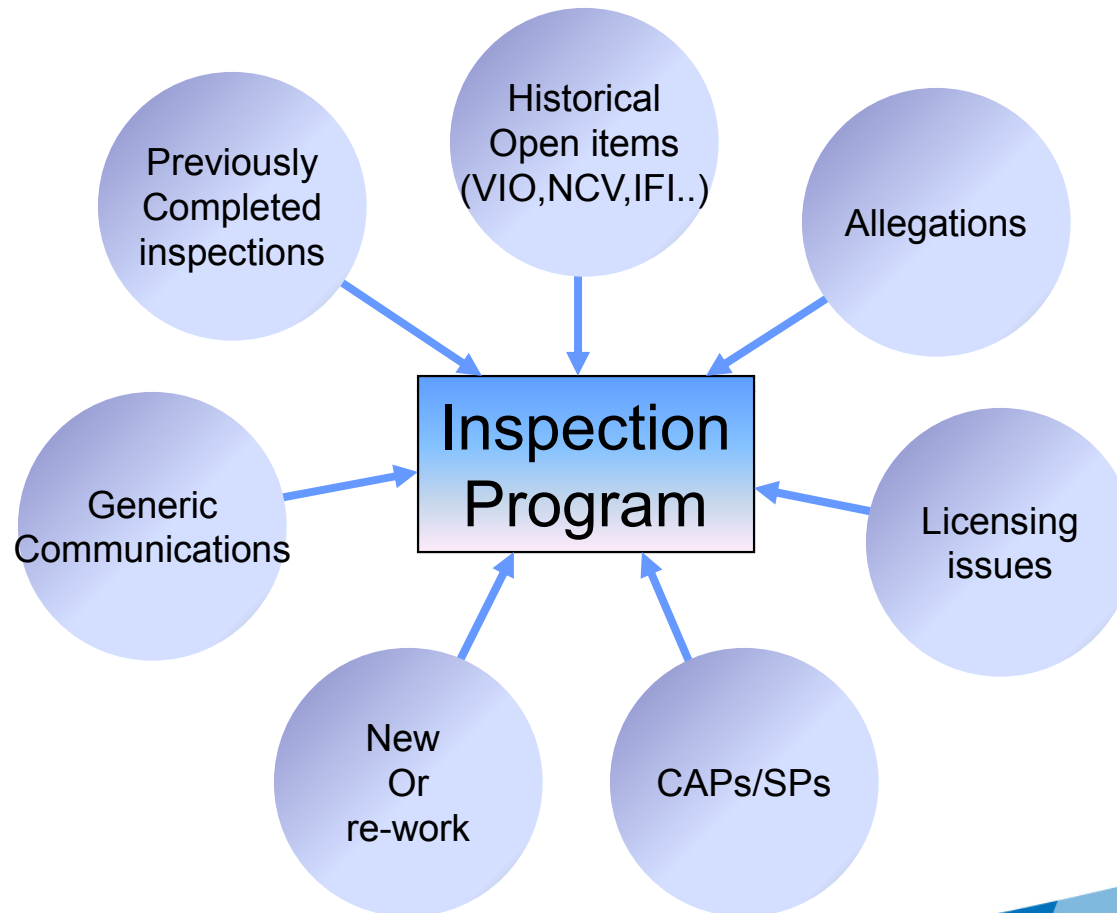 Historical
Open items
(VIO,NCV,IFI..)
Previously
Completed
inspections
Allegations
Inspection
Program
Generic
Communications
Licensing
issues
New
Or
re-work
CAPs/SPs